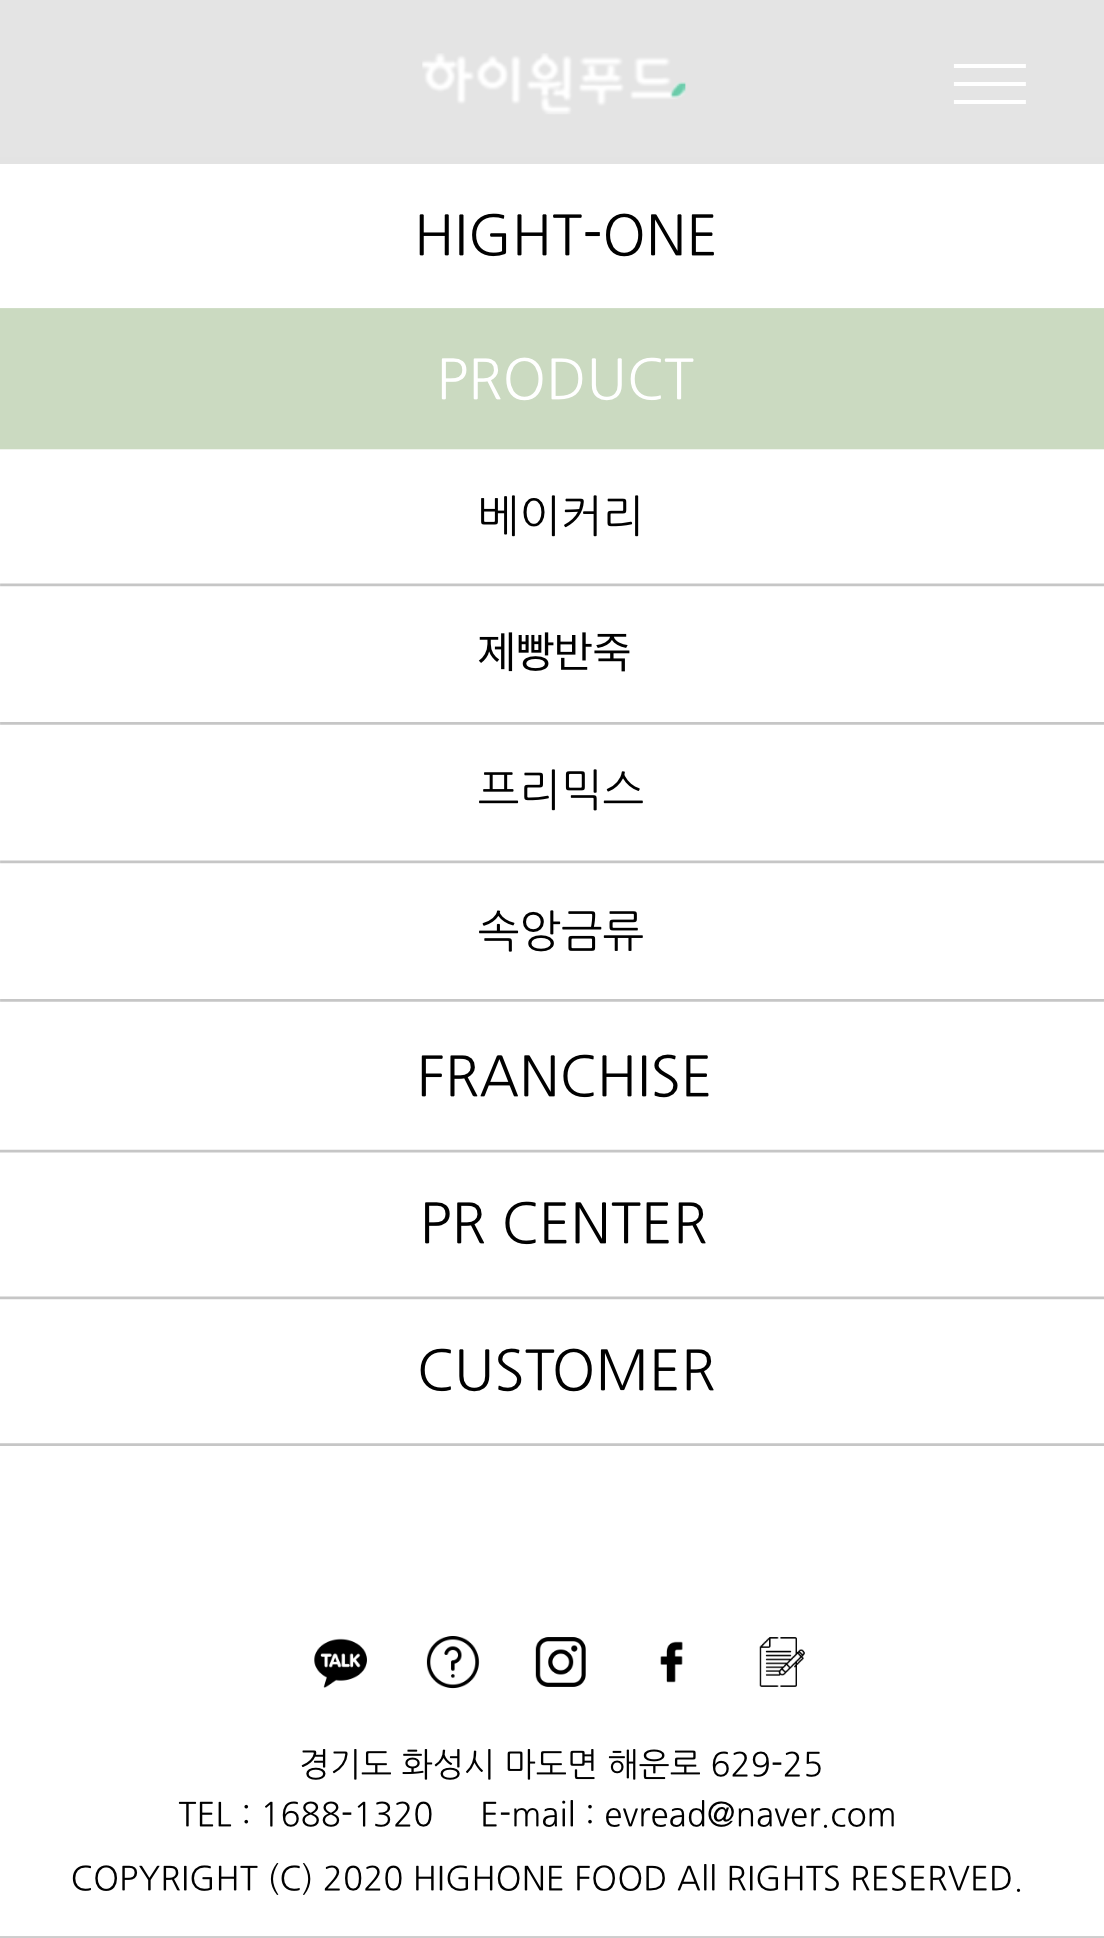 하이원푸드
HIGHT-ONE
PRODUCT
베이커리
제빵반죽
프리믹스
속앙금류
FRANCHISE
PR CENTER
CUSTOMER
TALK
경기도 화성시 마도면 해운로 629-25
TEL : 1688-1320 E-mail : evread@naver.com
COPYRIGHT (C) 2020 HIGHONE FOOD All RIGHTS RESERVED.